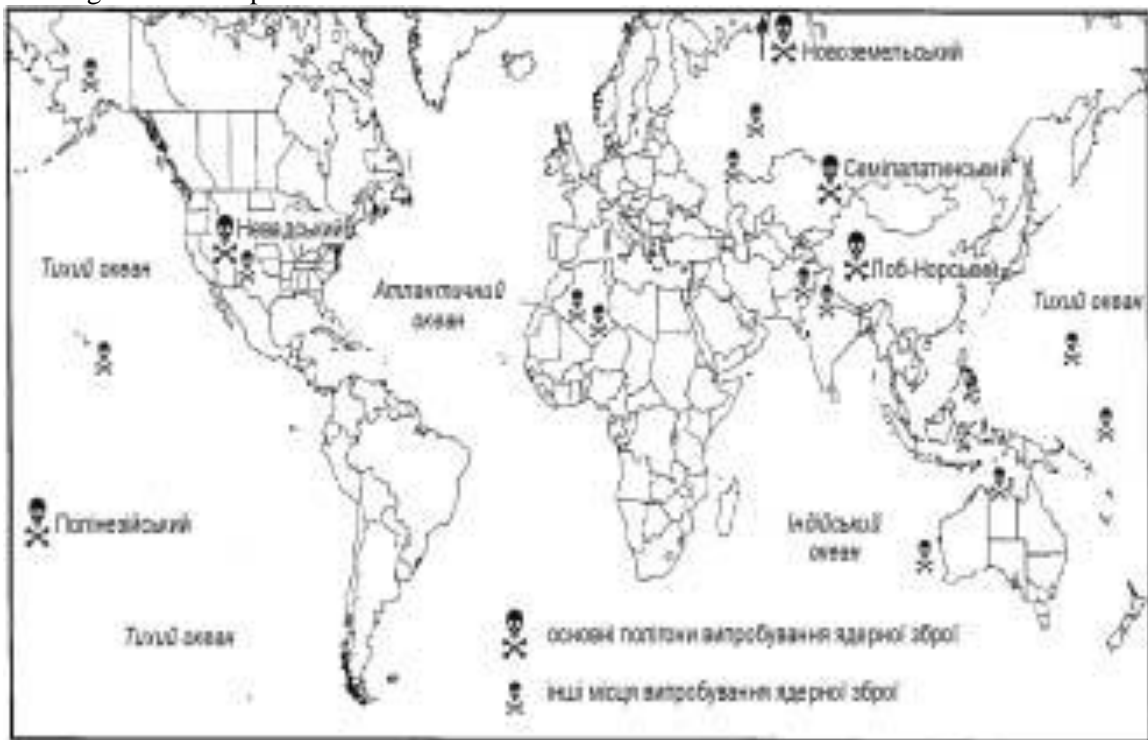 Новоземельський
Семіпалатинський
Невадський
Лоб-Норський
Тихий океан
Атлантичний
океан
Тихий океан
Полінезійський
Індійський
океан
Тихий океан
основні полігони випробування ядерної зброї
інші місця випробування ядерної зброї